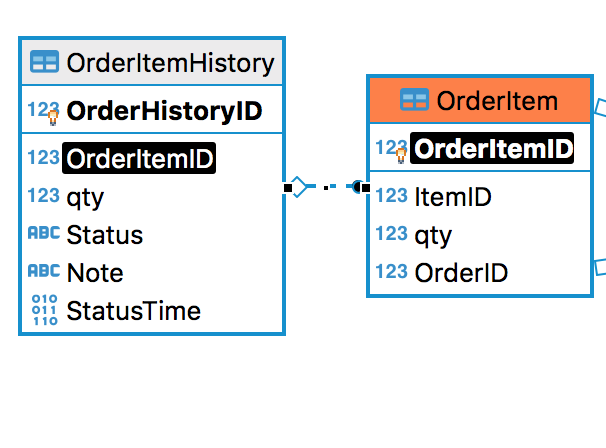 OrderItemHistory
123 OrderHistoryID
123 OrderItemID
123 qty
ABC Status
ABC Note
010
011
110 StatusTime
OrderItem
123 OrderItemID
123 ItemID
123 qty
123 OrderID